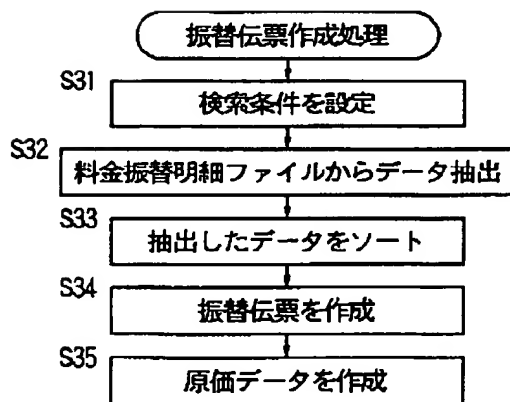 振替伝票作成処理
S31
検索条件を設定
S32
料金振替明細ファイルからデータ抽出
S33
抽出したデータをソート
S34
振替伝票を作成
S35
原価データを作成